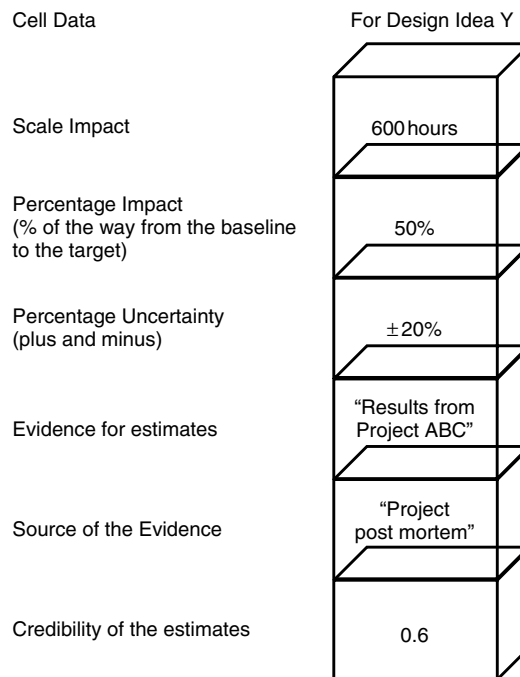 Cell Data
For Design Idea Y
Scale Impact
600 hours
Percentage Impact
(% of the way from the baseline
to the target)
50%
Percentage Uncertainty
(plus and minus)
±20%
Evidence for estimates
“Results from
Project ABC”
Source of the Evidence
“Project
post mortem”
Credibility of the estimates
0.6